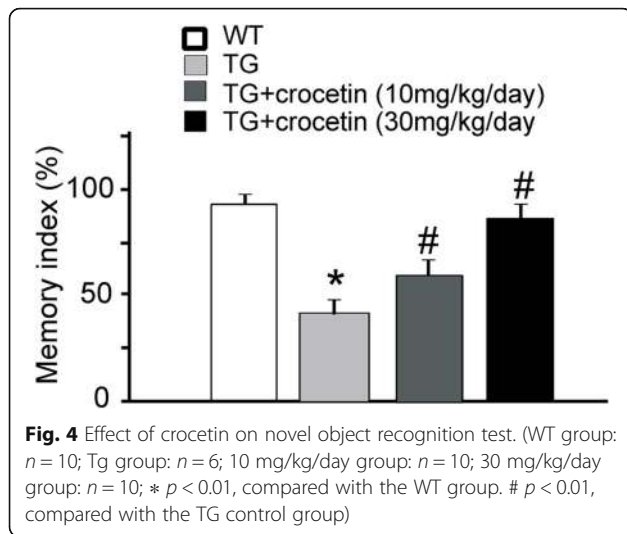 WT
TG
TG+crocetin (10mg/kg/day)
TG+crocetin (30mg/kg/day
Memory index (%)
100
50
0
*
#
#
Fig. 4 Effect of crocetin on novel object recognition test. (WT group:
n = 10; Tg group: n = 6; 10 mg/kg/day group: n = 10; 30 mg/kg/day
group: n = 10; * p < 0.01, compared with the WT group. # p < 0.01,
compared with the TG control group)